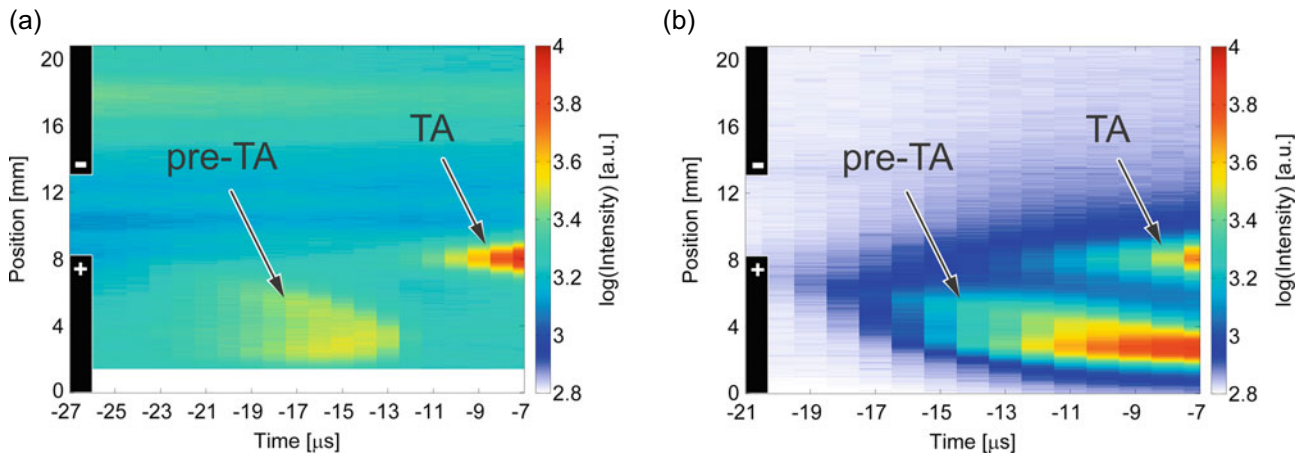 (a)
20
16
12
8
4
0
Position [mm]
-
+
pre-TA
TA
-27 -25 -23 -21 -19 -17 -15 -13 -11 -9 -7
Time [μs]
4
3.8
3.6
3.4
3.2
3
2.8
log(Intensity) [a.u.]
(b)
20
16
12
8
4
0
Position [mm]
-
+
pre-TA
TA
-21 -19 -17 -15 -13 -11 -9 -7
Time [μs]
4
3.8
3.6
3.4
3.2
3
2.8
log(Intensity) [a.u.]